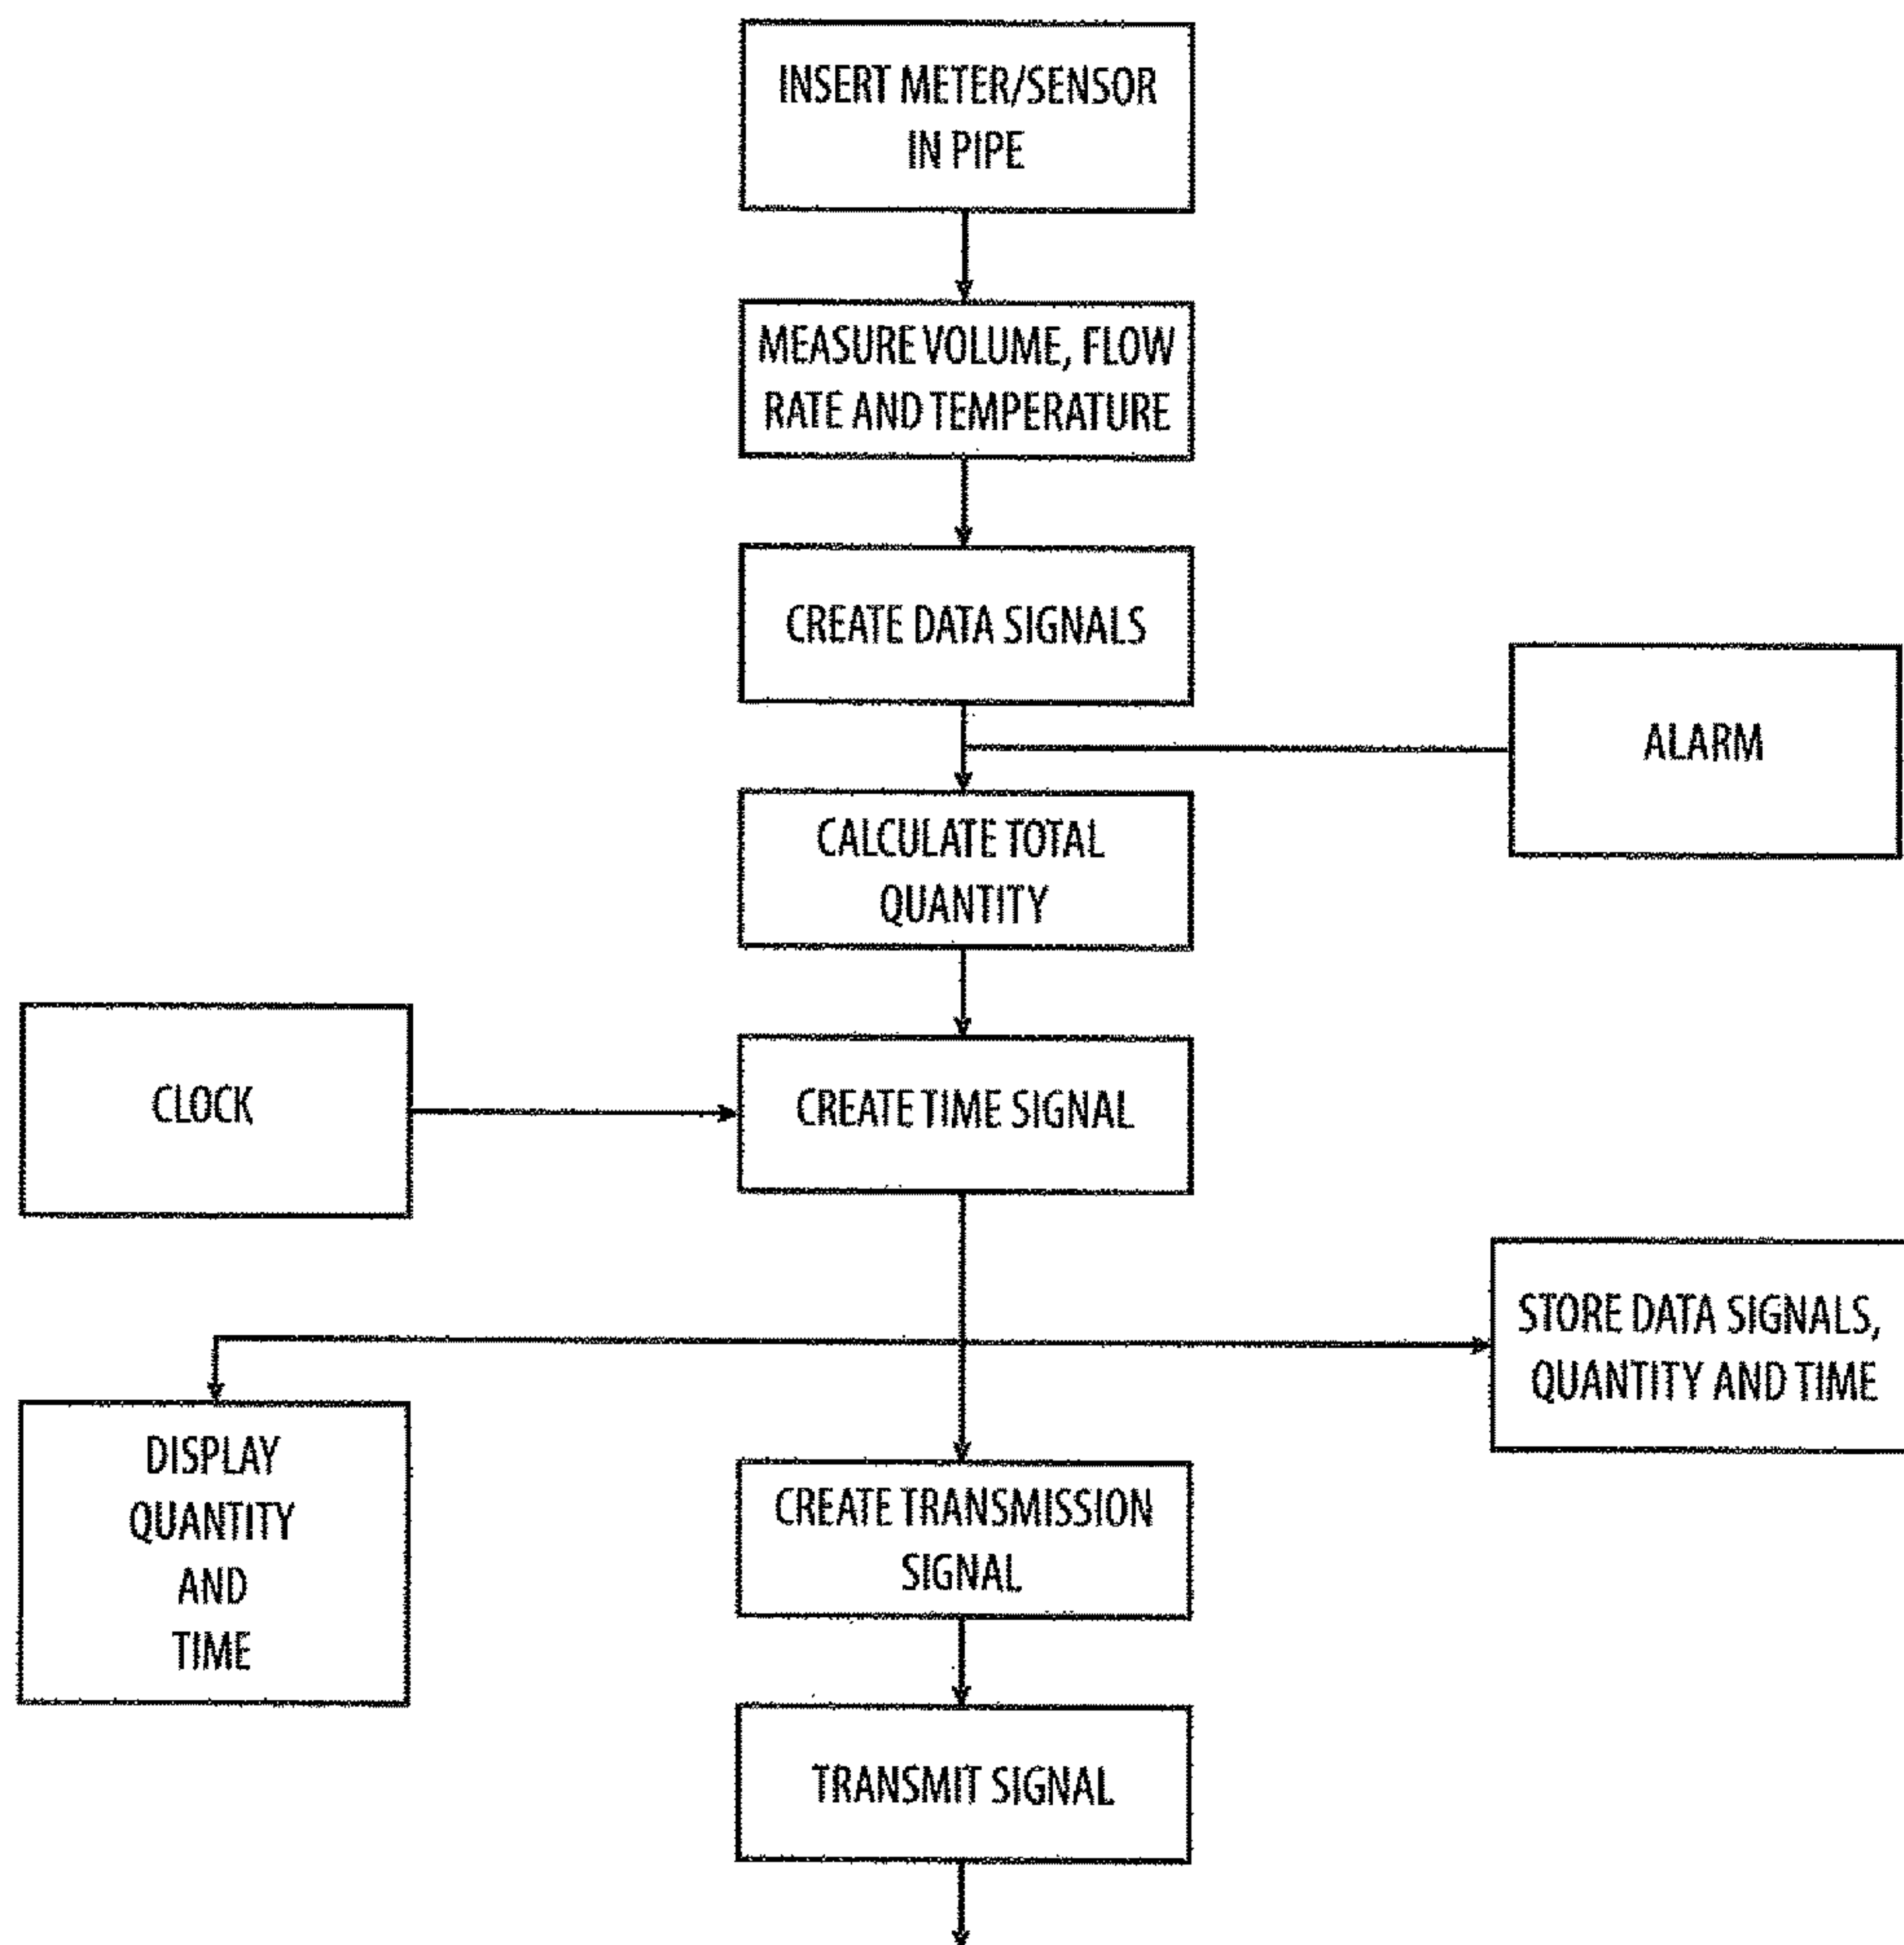 INSERT METER/SENSOR
IN PIPE
MEASURE VOLUME, FLOW
RATE AND TEMPERATURE
CREATE DATA SIGNALS
ALARM
CALCULATE TOTAL
QUANTITY
CLOCK
CREATE TIME SIGNAL
STORE DATA SIGNALS,
QUANTITY AND TIME
DISPLAY
QUANTITY
AND
TIME
CREATE TRANSMISSION
SIGNAL
TRANSMIT SIGNAL